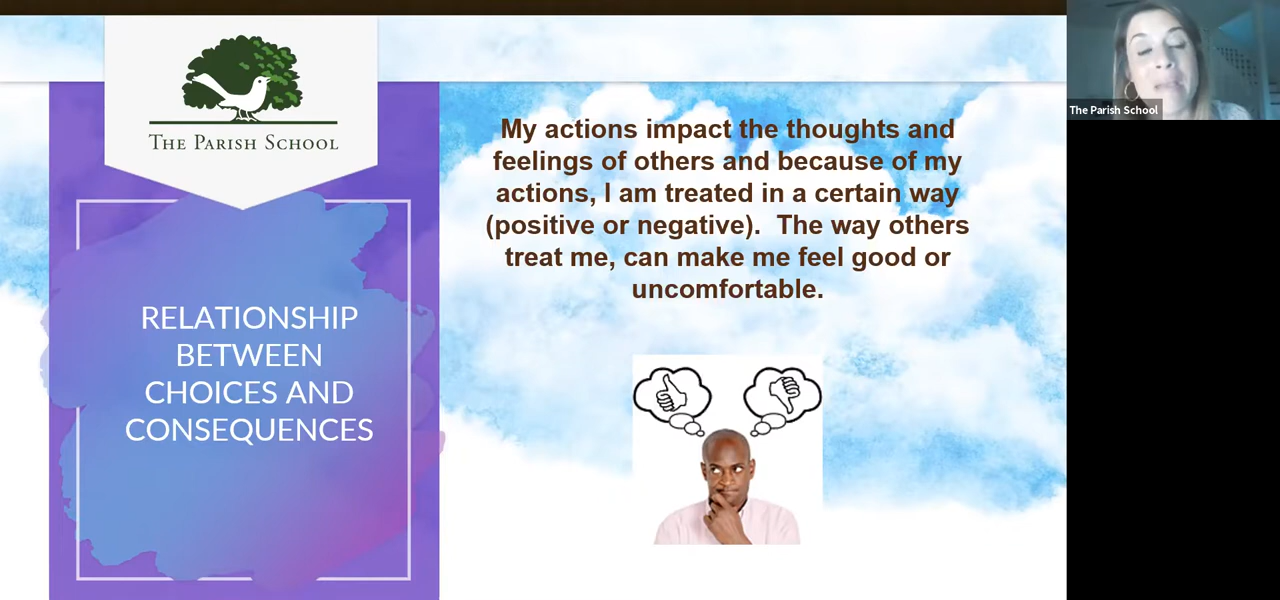 THE PARISH SCHOOL
RELATIONSHIP
BETWEEN
CHOICES AND
CONSEQUENCES
My actions impact the thoughts and
feelings of others and because of my
actions, I am treated in a certain way
(positive or negative).  The way others
treat me, can make me feel good or
uncomfortable.
The Parish School